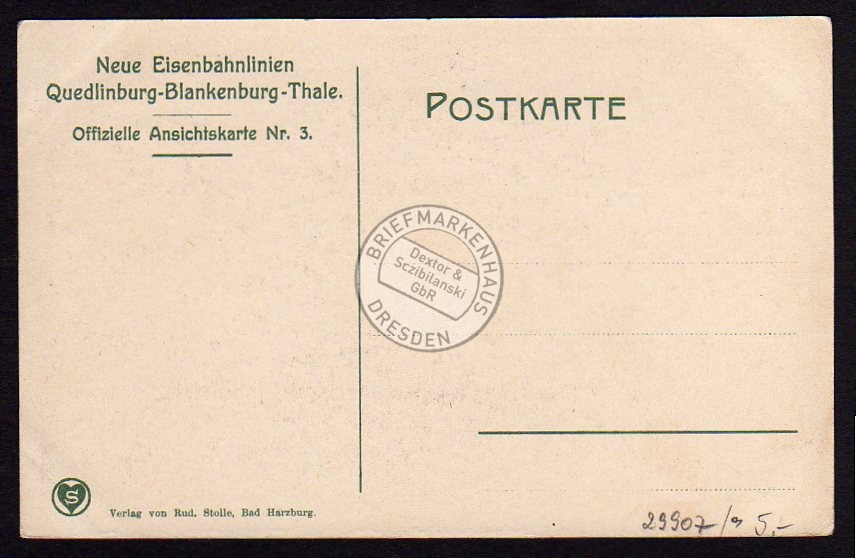 Neue Eisenbahnlinien
Quedlinburg-Blankenburg-Thale.
Offizielle Ansichtskarte Nr. 3.
POSTKARTE
BRIEFMARKENHAUS
Dextor &
Sczibilanski
GbR
DRESDEN
S
Verlag von Rud. Stolle, Bad Harzburg.
29907 5,-